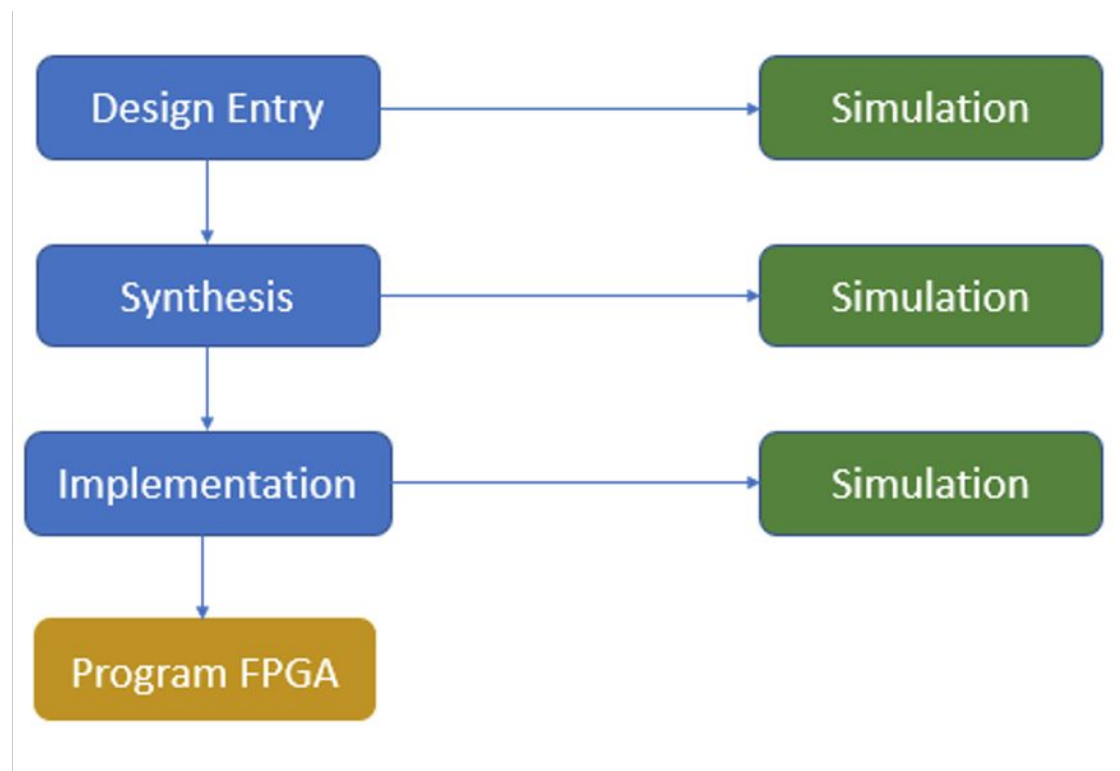 Design Entry
Simulation
Synthesis
Simulation
Implementation
Simulation
Program FPGA